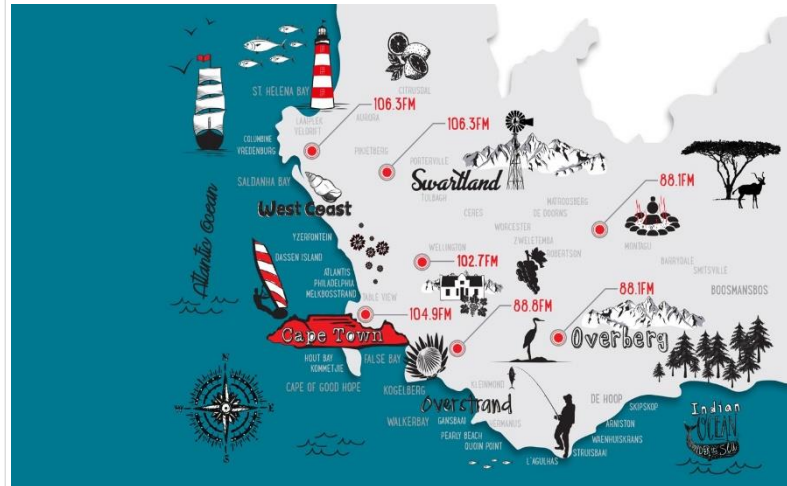 ST. HELENA BAY
CITRUSDAL
106.3FM
LAAIPLEK
VELDRIFT
AURORA
106.3FM
COLUMBINE
VREDENBURG
PIKETBERG
PORTERVILLE
Swartland
TULBAGH
88.1FM
SALDANHA BAY
West Coast
MATROOSBERG
DE DOORNS
CERES
WORCESTER
ZWELETEMBA
ROBERTSON
MONTAGU
BARRYDALE
SMITSVILLE
BOOSMANSBOS
Atlantic Ocean
YZERFONTEIN
DASSEN ISLAND
WELLINGTON
102.7FM
ATLANTIS
PHILADELPHIA
MELKBOSSTRAND
TABLE VIEW
104.9FM
88.8FM
88.1FM
Cape Town
Overberg
HOUT BAY
KOMMETJIE
FALSE BAY
CAPE OF GOOD HOPE
KOGELBERG
KLEINMOND
Overstrand
HERMANUS
WALKERBAY
GANSBAAI
PEARLY BEACH
QUOIN POINT
DE HOOP
SKIPSKOP
ARNISTON
WAENHUISKRANS
STRUISBAAI
L'AGULHAS
Indian
OCEAN
N
W
E
S